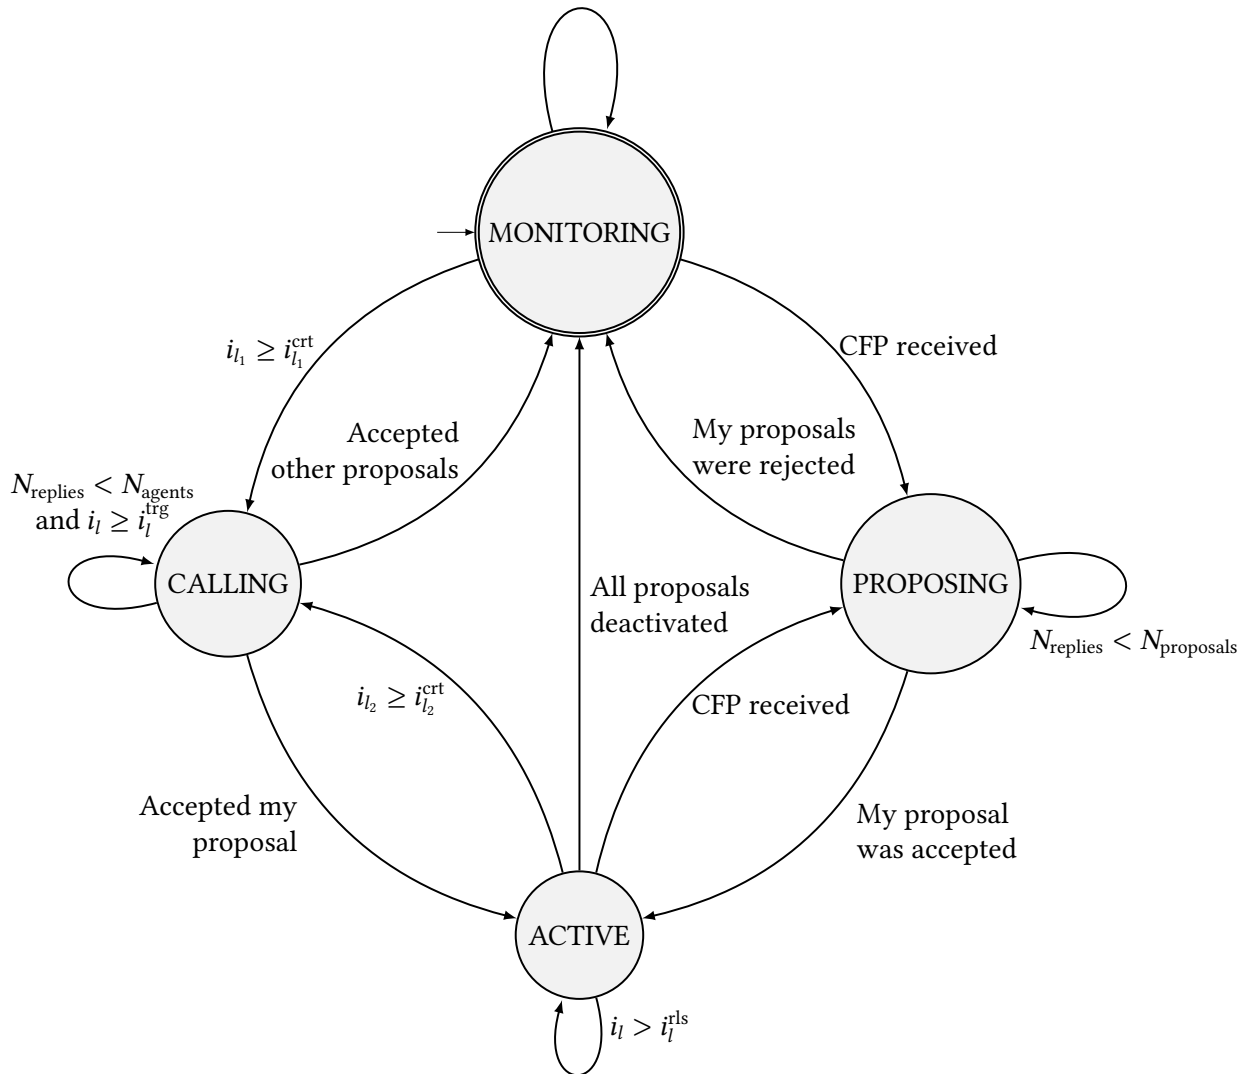 MONITORING
i_{l_1} ≥ i_{l_1}^{crt}
CFP received
Accepted
other proposals
My proposals
were rejected
N_{replies} < N_{agents}
and i_l ≥ i_l^{trg}
CALLING
All proposals
deactivated
PROPOSING
N_{replies} < N_{proposals}
i_{l_2} ≥ i_{l_2}^{crt}
CFP received
Accepted my
proposal
My proposal
was accepted
ACTIVE
i_l > i_l^{rls}